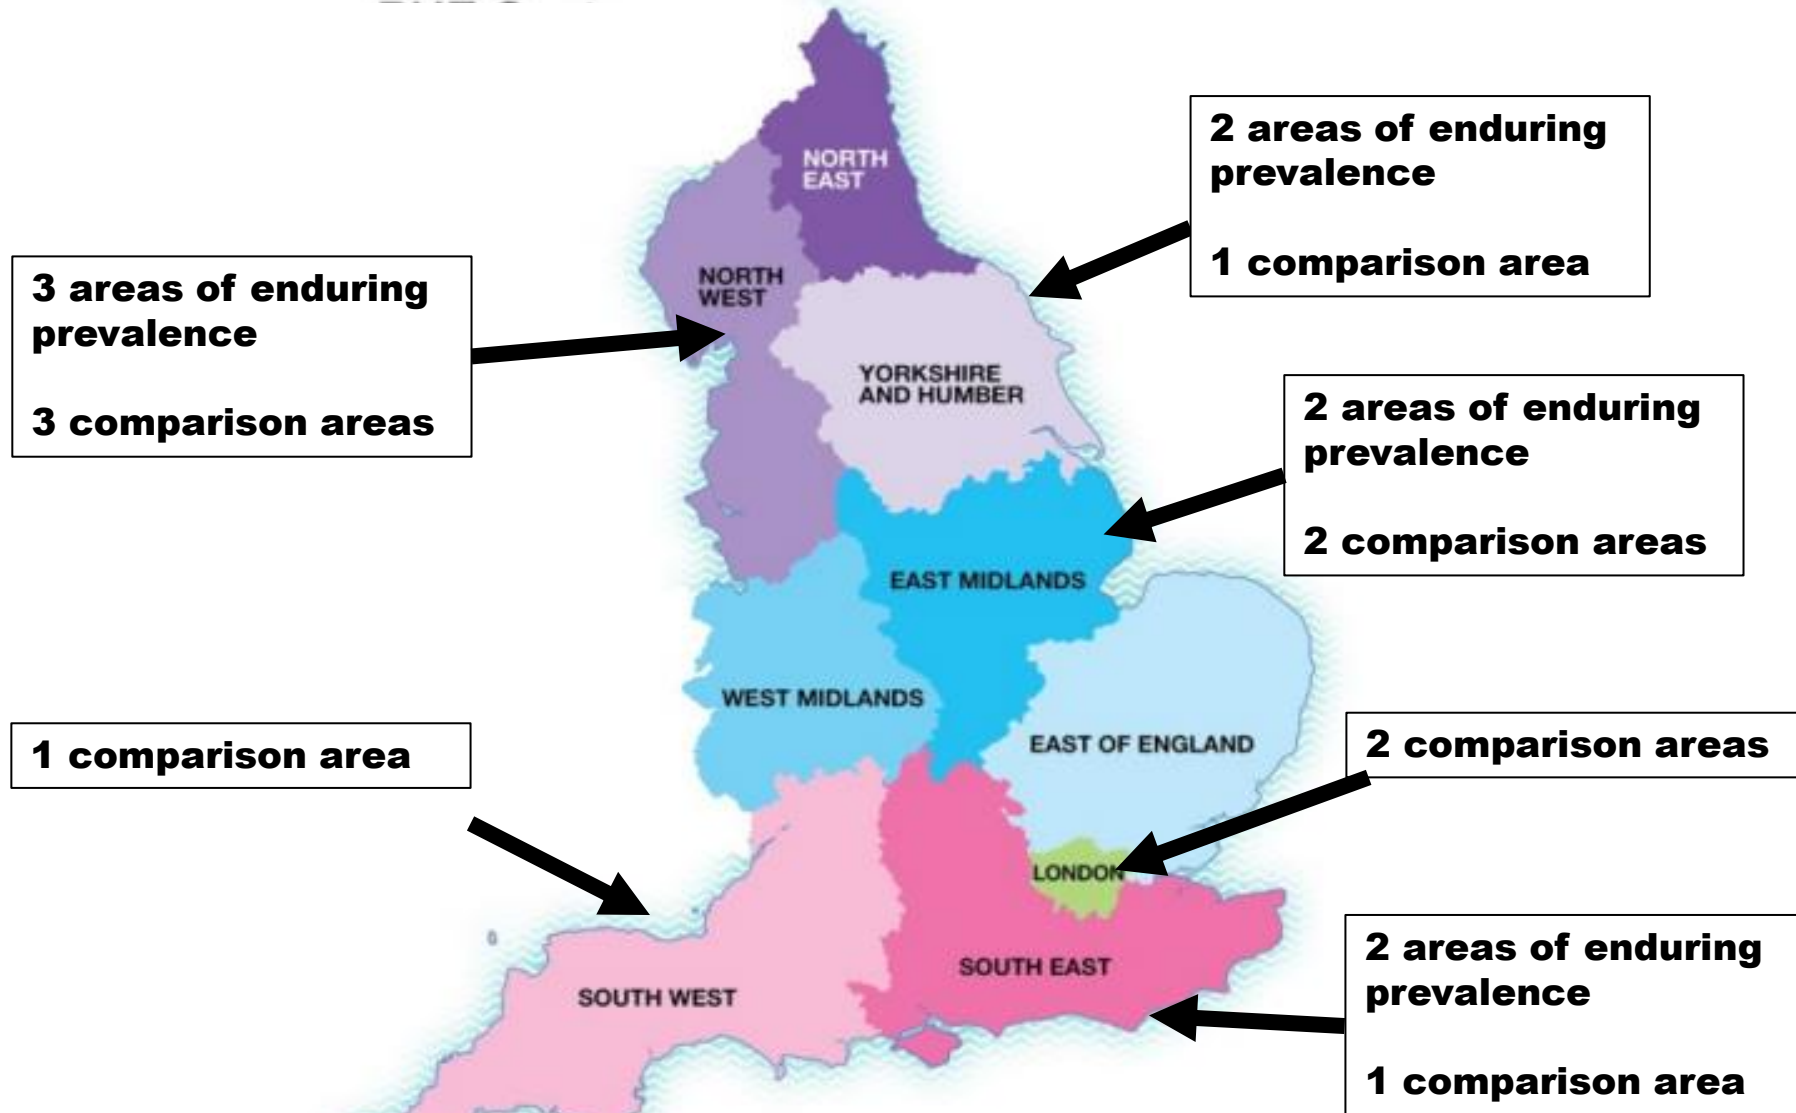 NORTH
EAST
2 areas of enduring
prevalence
1 comparison area
3 areas of enduring
prevalence
3 comparison areas
NORTH
WEST
YORKSHIRE
AND HUMBER
2 areas of enduring
prevalence
2 comparison areas
EAST MIDLANDS
WEST MIDLANDS
EAST OF ENGLAND
1 comparison area
2 comparison areas
LONDON
SOUTH EAST
SOUTH WEST
2 areas of enduring
prevalence
1 comparison area